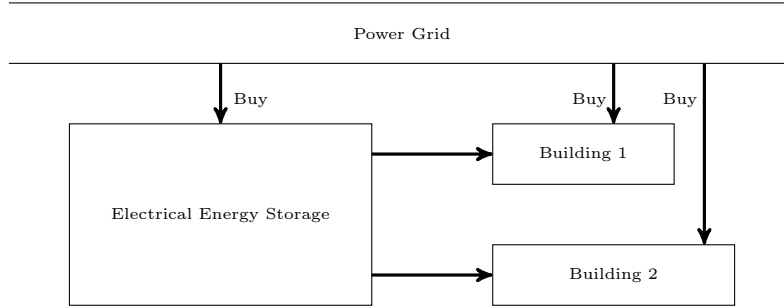 Power Grid
Buy
Buy
Buy
Building 1
Electrical Energy Storage
Building 2